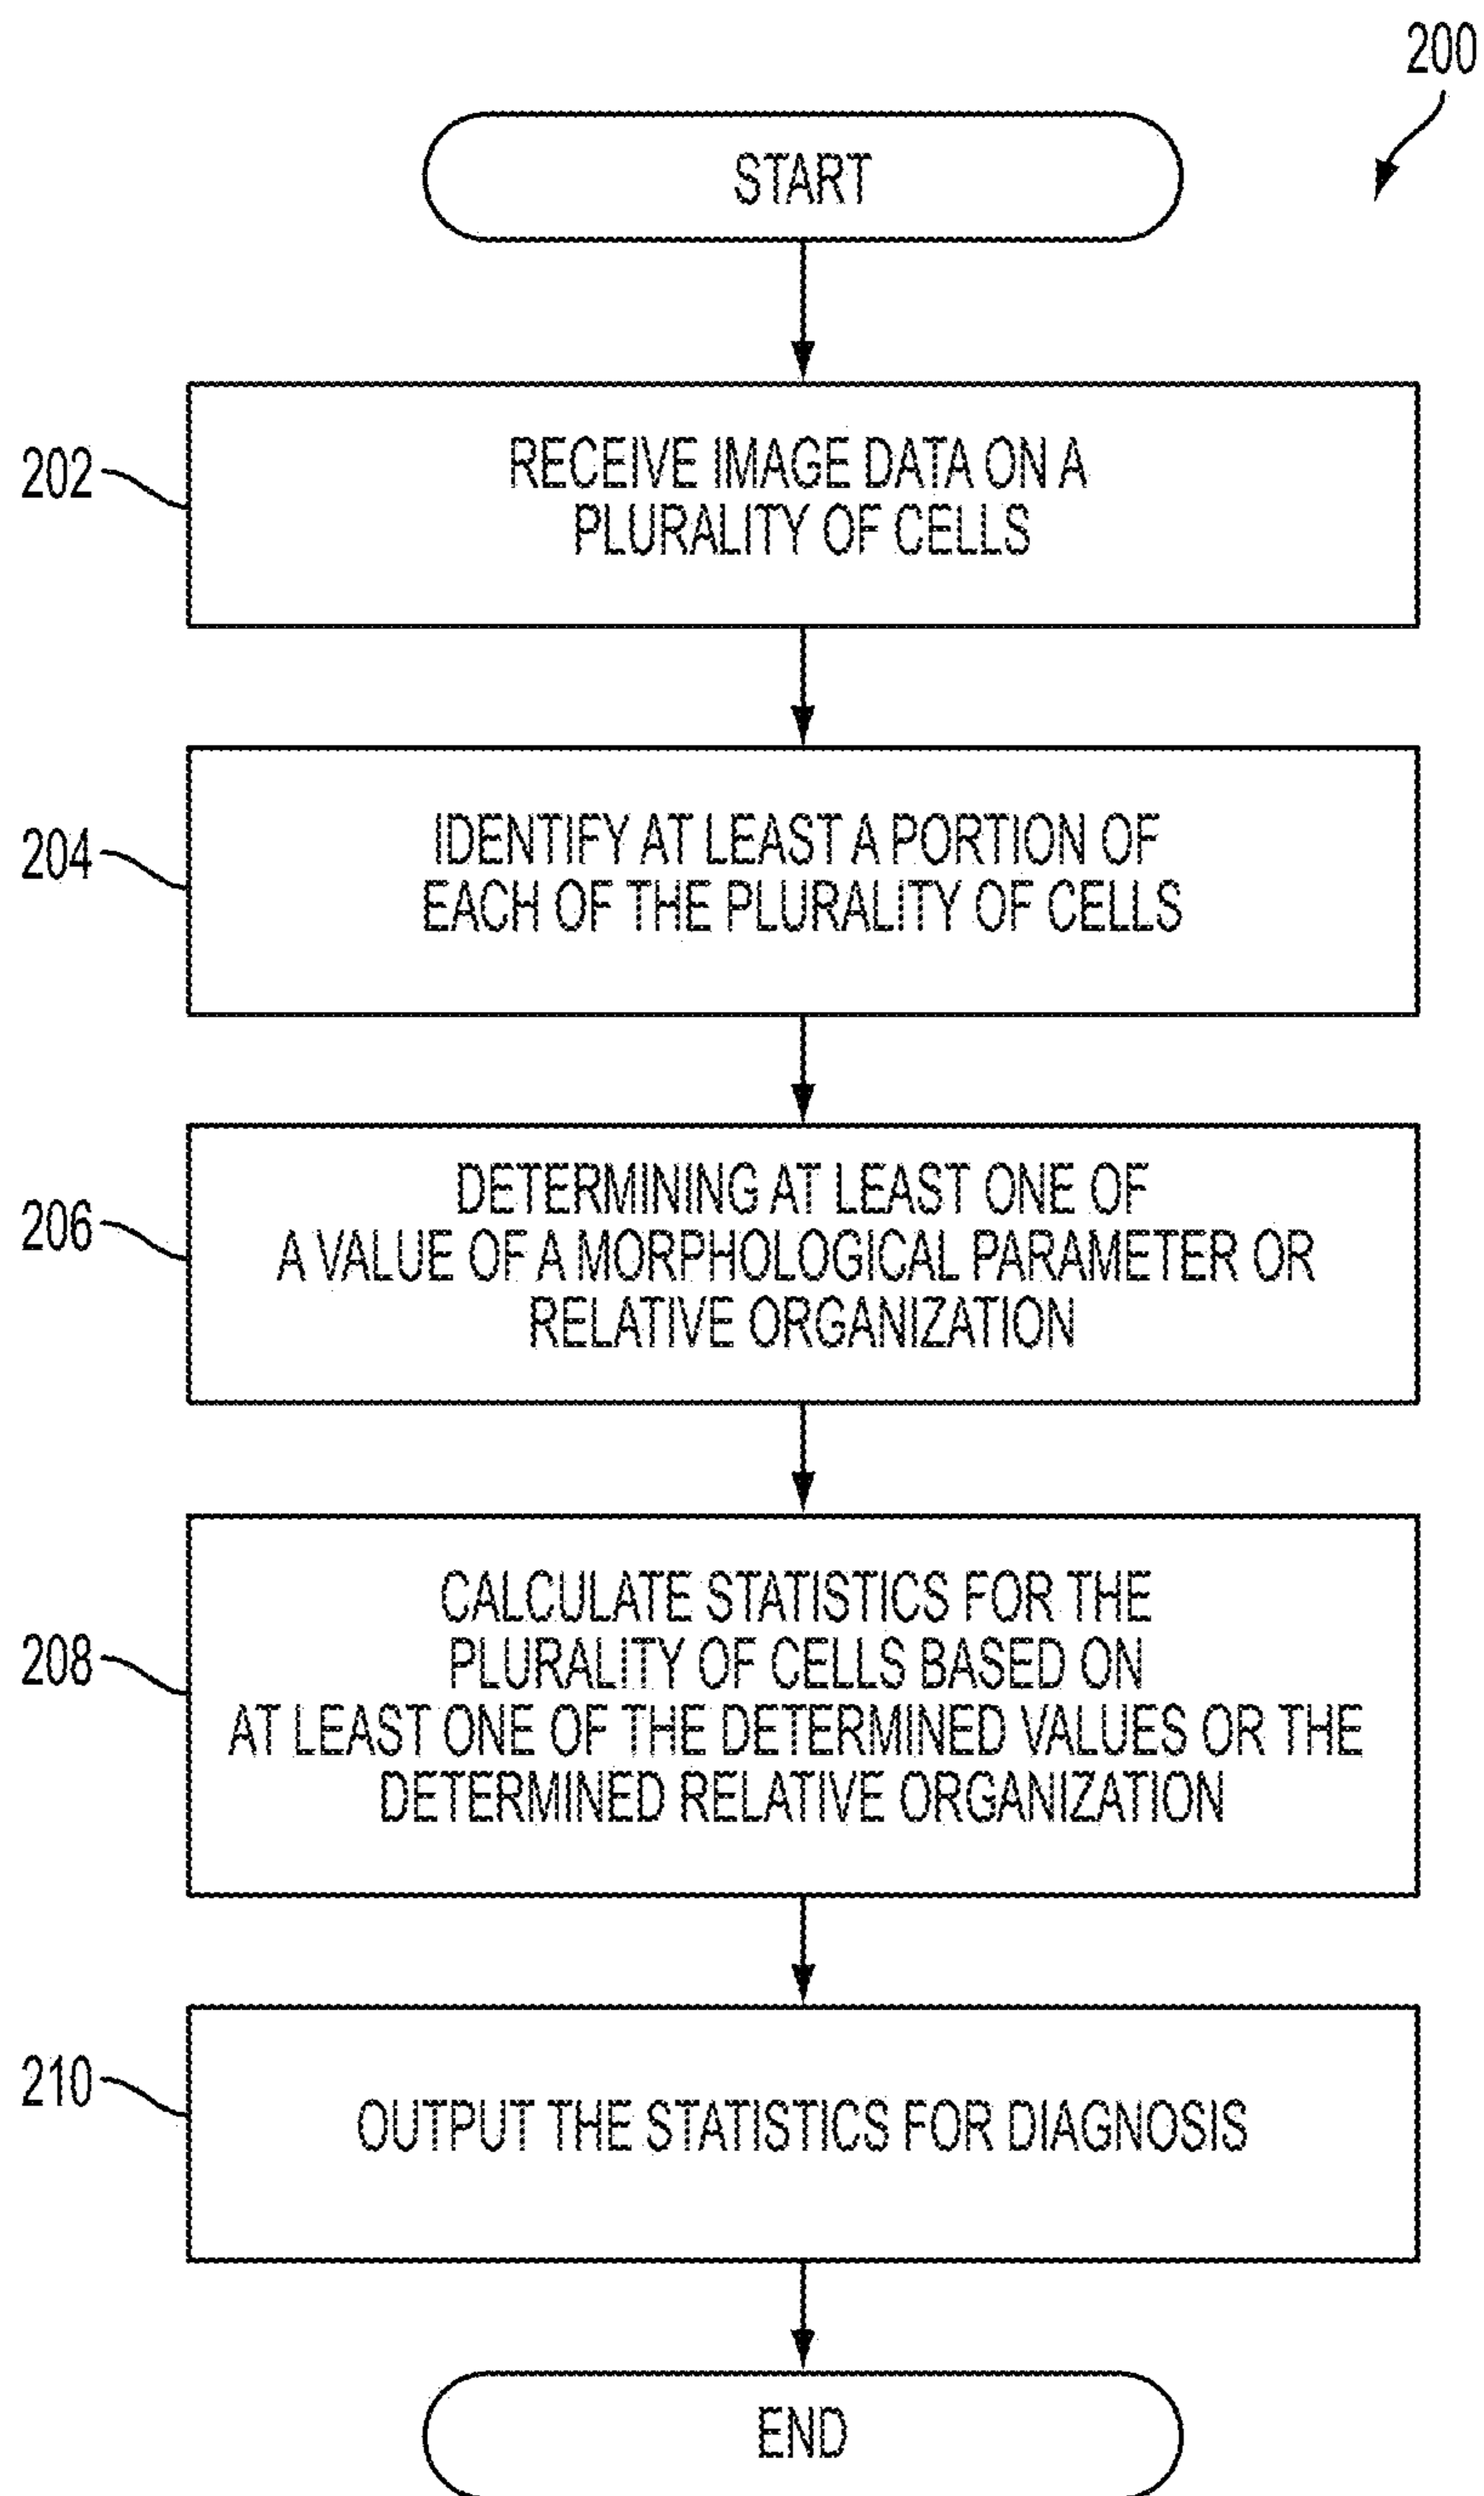 200
START
202
RECEIVE IMAGE DATA ON A
PLURALITY OF CELLS
204
IDENTIFY AT LEAST A PORTION OF
EACH OF THE PLURALITY OF CELLS
206
DETERMINING AT LEAST ONE OF
A VALUE OF A MORPHOLOGICAL PARAMETER OR
RELATIVE ORGANIZATION
208
CALCULATE STATISTICS FOR THE
PLURALITY OF CELLS BASED ON
AT LEAST ONE OF THE DETERMINED VALUES OR THE
DETERMINED RELATIVE ORGANIZATION
210
OUTPUT THE STATISTICS FOR DIAGNOSIS
END